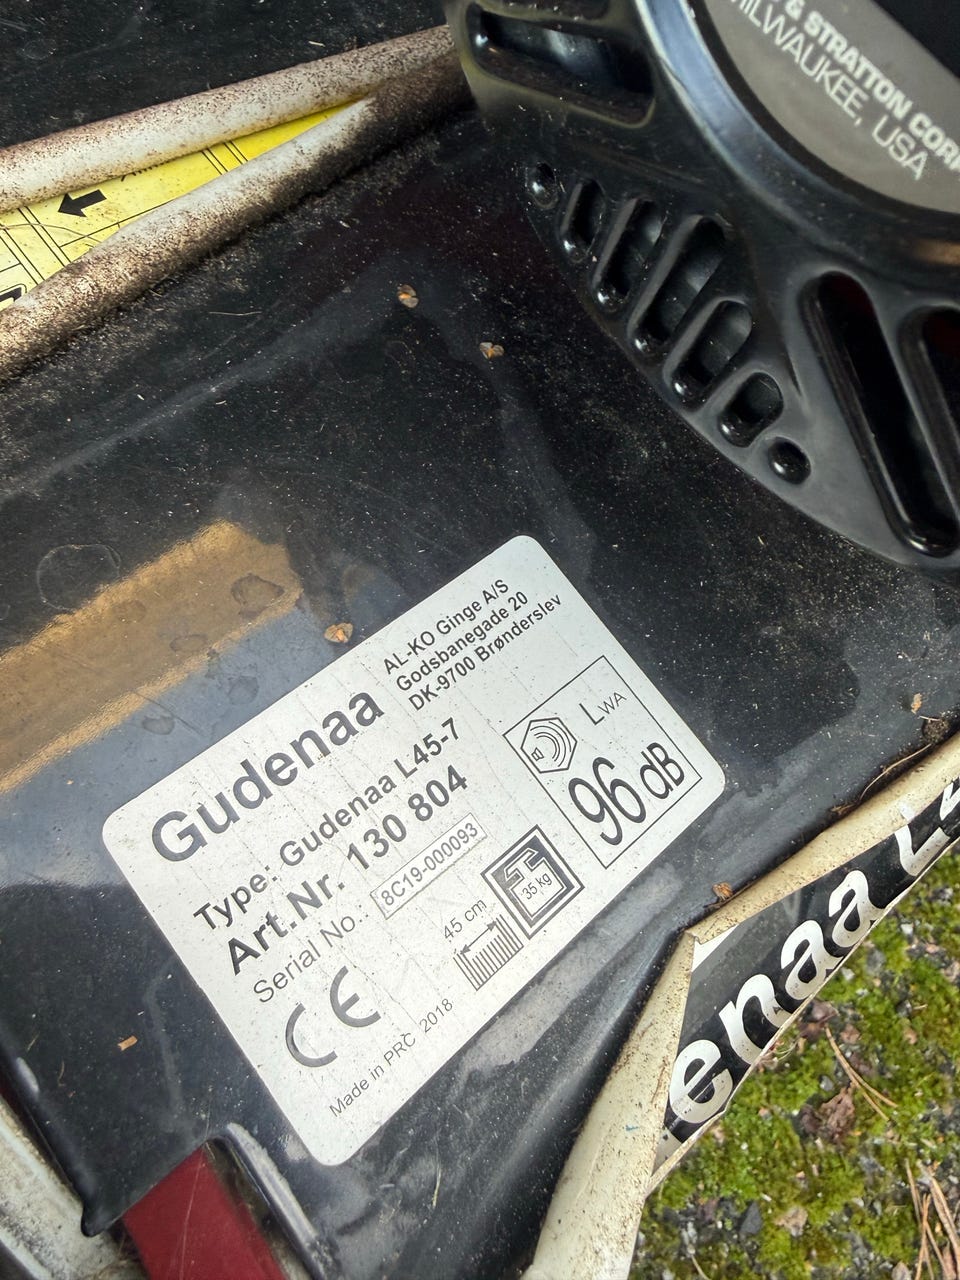 & STRATTON CORP
MILWAUKEE, USA
Gudenaa
AL-KO Ginge A/S
Godsbanegade 20
DK-9700 Brønderslev
Type: Gudenaa L45-7
Art.Nr. 130 804
Serial No.: 8C19-000093
LWA
96 dB
45 cm
35 kg
CE
Made in PRC 2018
enaa L4